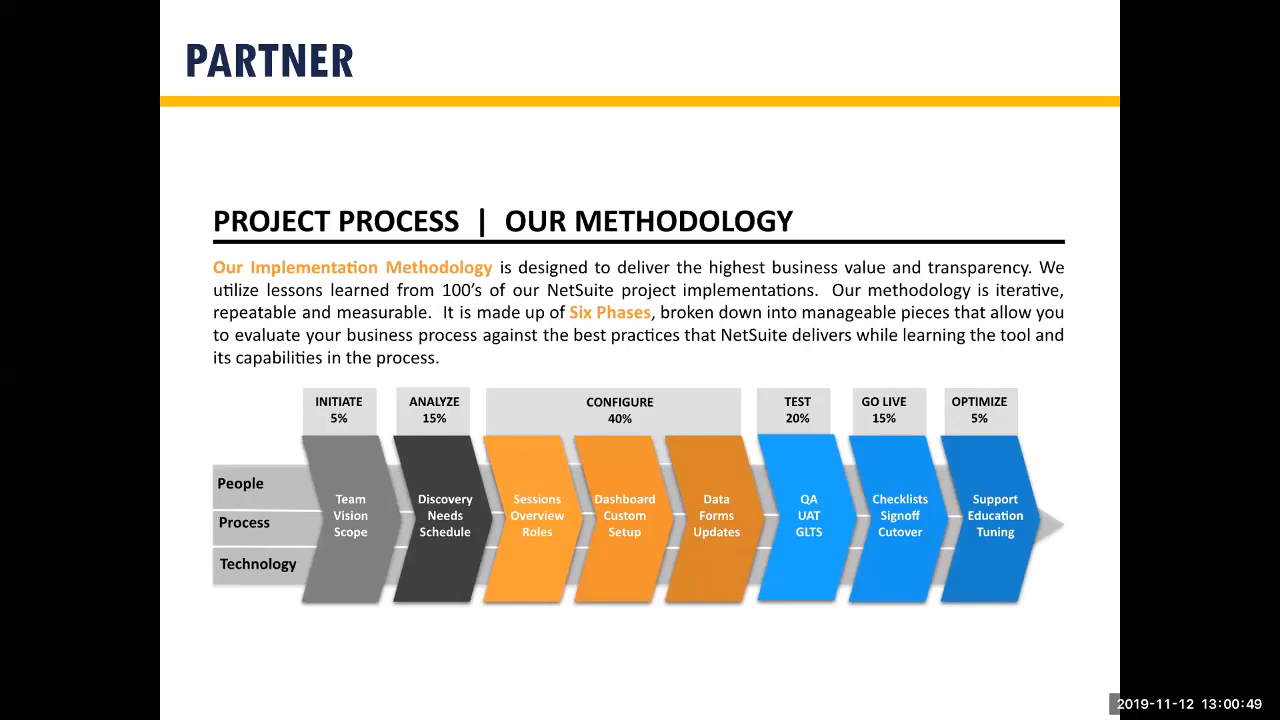 PARTNER
PROJECT PROCESS | OUR METHODOLOGY
Our Implementation Methodology is designed to deliver the highest business value and transparency. We
utilize lessons learned from 100's of our NetSuite project implementations. Our methodology is iterative,
repeatable and measurable. It is made up of Six Phases, broken down into manageable pieces that allow you
to evaluate your business process against the best practices that NetSuite delivers while learning the tool and
its capabilities in the process.
INITIATE
5%
ANALYZE
15%
CONFIGURE
40%
TEST
20%
GO LIVE
15%
OPTIMIZE
5%
People
Process
Technology
Team
Vision
Scope
Discovery
Needs
Schedule
Sessions
Overview
Roles
Dashboard
Custom
Setup
Data
Forms
Updates
QA
UAT
GLTS
Checklists
Signoff
Cutover
Support
Education
Tuning
2019-11-12 13:00:49